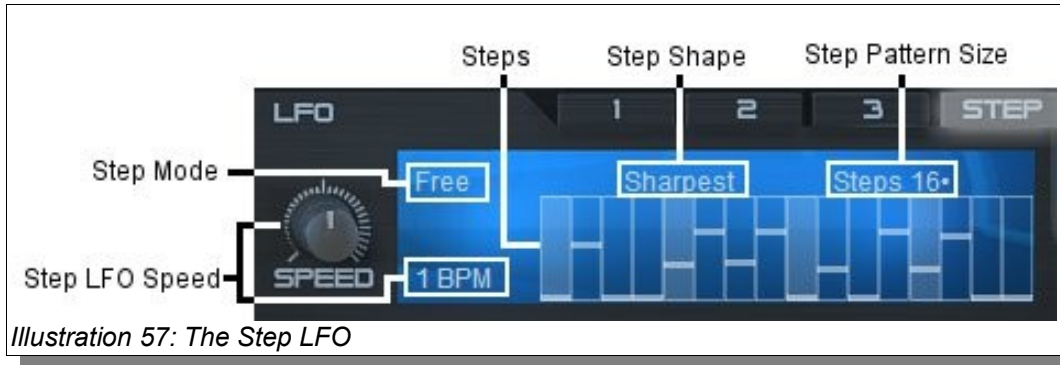 Steps Step Shape Step Pattern Size
LFO 1 2 3 STEP
Step Mode Free Sharpest Steps 16•
Step LFO Speed SPEED 1 BPM
Illustration 57: The Step LFO